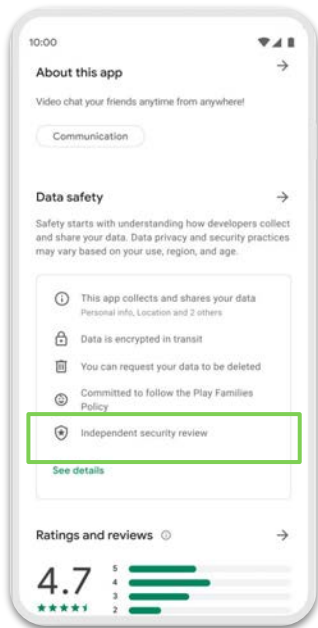 10:00
About this app
Video chat your friends anytime from anywhere!
Communication
Data safety
Safety starts with understanding how developers collect
and share your data. Data privacy and security practices
may vary based on your use, region, and age.
This app collects and shares your data
Personal info, Location and 2 others
Data is encrypted in transit
You can request your data to be deleted
Committed to follow the Play Families
Policy
Independent security review
See details
Ratings and reviews
4.7
5
4
3
2